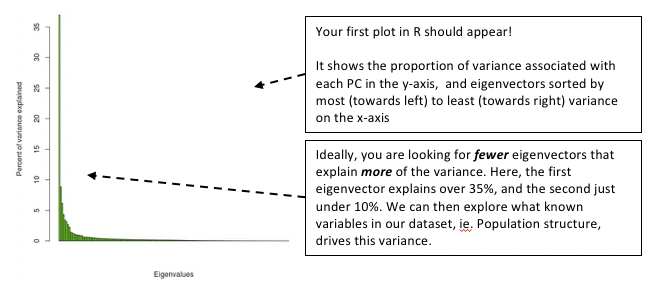 Percent of variance explained
35
30
25
20
15
10
5
0
Eigenvalues
Your first plot in R should appear!
It shows the proportion of variance associated with
each PC in the y-axis,  and eigenvectors sorted by
most (towards left) to least (towards right) variance
on the x-axis
Ideally, you are looking for fewer eigenvectors that
explain more of the variance. Here, the first
eigenvector explains over 35%, and the second just
under 10%. We can then explore what known
variables in our dataset, ie. Population structure,
drives this variance.